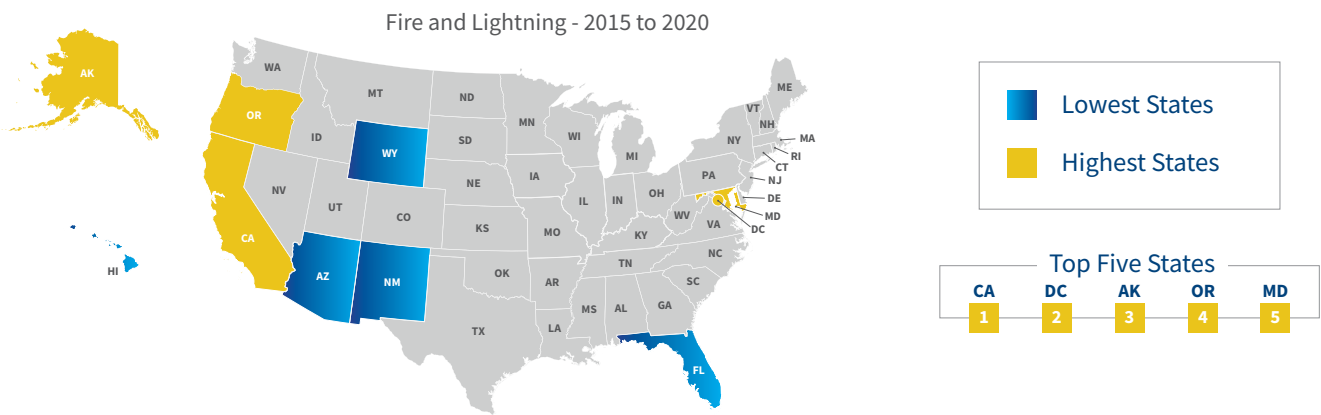 Fire and Lightning - 2015 to 2020
AK
WA
OR
CA
NV
ID
MT
WY
UT
AZ
CO
NM
ND
SD
NE
KS
OK
TX
MN
IA
MO
AR
LA
WI
IL
MI
IN
OH
KY
TN
MS
AL
GA
FL
SC
NC
VA
WV
PA
NY
VT
NH
ME
MA
RI
CT
NJ
DE
MD
DC
HI
Lowest States
Highest States
Top Five States
CA DC AK OR MD
1 2 3 4 5